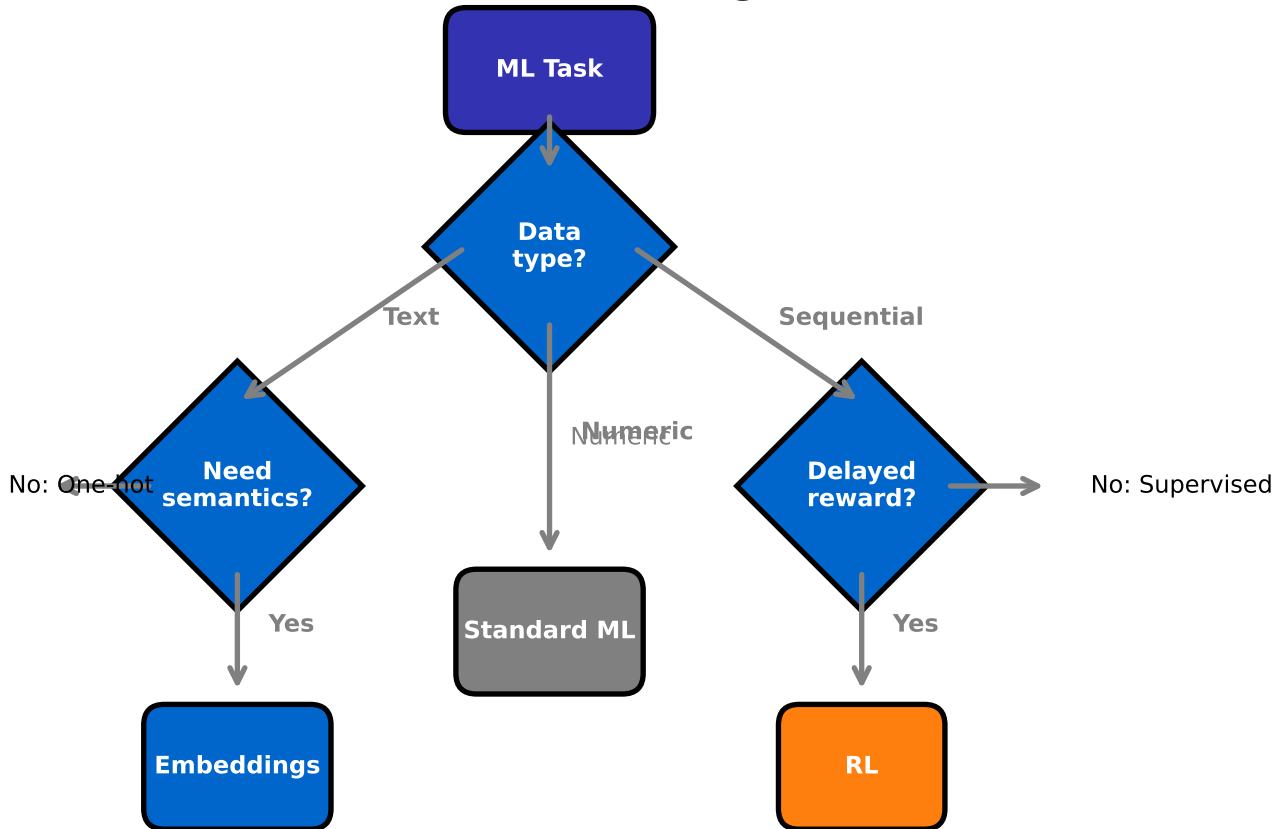 ML Task
Data
type?
Text
Sequential
Numeric
Numeric
Need
semantics?
No: One-hot
Delayed
reward?
No: Supervised
Yes
Standard ML
Yes
Embeddings
RL